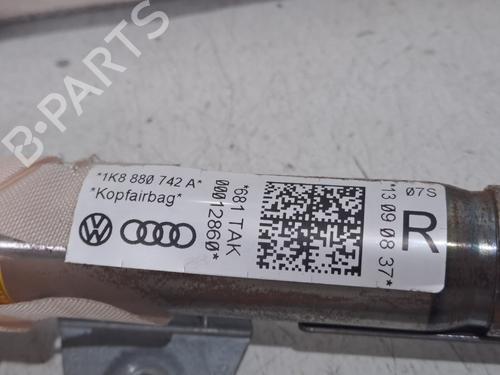 B-PARTS
*1K8 880 742 A*
*Kopfairbag*
*681 TAK
00012860*
07S
R
*13 09 08 37*